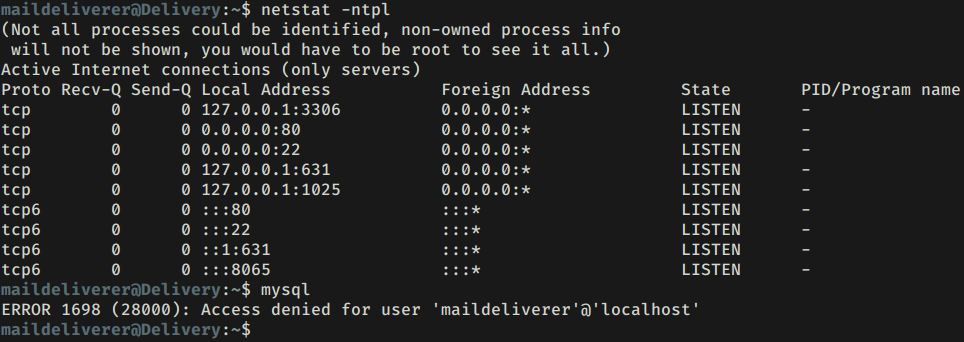 maildeliverer@Delivery:~$ netstat -ntpl
(Not all processes could be identified, non-owned process info
 will not be shown, you would have to be root to see it all.)
Active Internet connections (only servers)
Proto Recv-Q Send-Q Local Address           Foreign Address         State       PID/Program name
tcp        0      0 127.0.0.1:3306          0.0.0.0:*               LISTEN      -
tcp        0      0 0.0.0.0:80              0.0.0.0:*               LISTEN      -
tcp        0      0 0.0.0.0:22              0.0.0.0:*               LISTEN      -
tcp        0      0 127.0.0.1:631           0.0.0.0:*               LISTEN      -
tcp        0      0 127.0.0.1:1025          0.0.0.0:*               LISTEN      -
tcp6       0      0 :::80                   :::*                    LISTEN      -
tcp6       0      0 :::22                   :::*                    LISTEN      -
tcp6       0      0 ::1:631                 :::*                    LISTEN      -
tcp6       0      0 :::8065                 :::*                    LISTEN      -
maildeliverer@Delivery:~$ mysql
ERROR 1698 (28000): Access denied for user 'maildeliverer'@'localhost'
maildeliverer@Delivery:~$